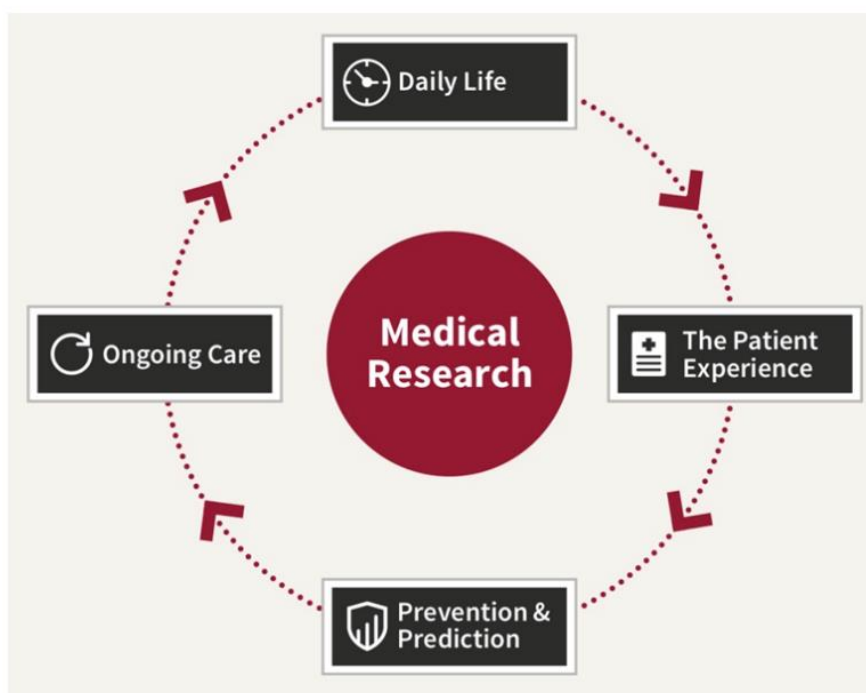 Daily Life
Medical
Research
The Patient
Experience
Ongoing Care
Prevention &
Prediction